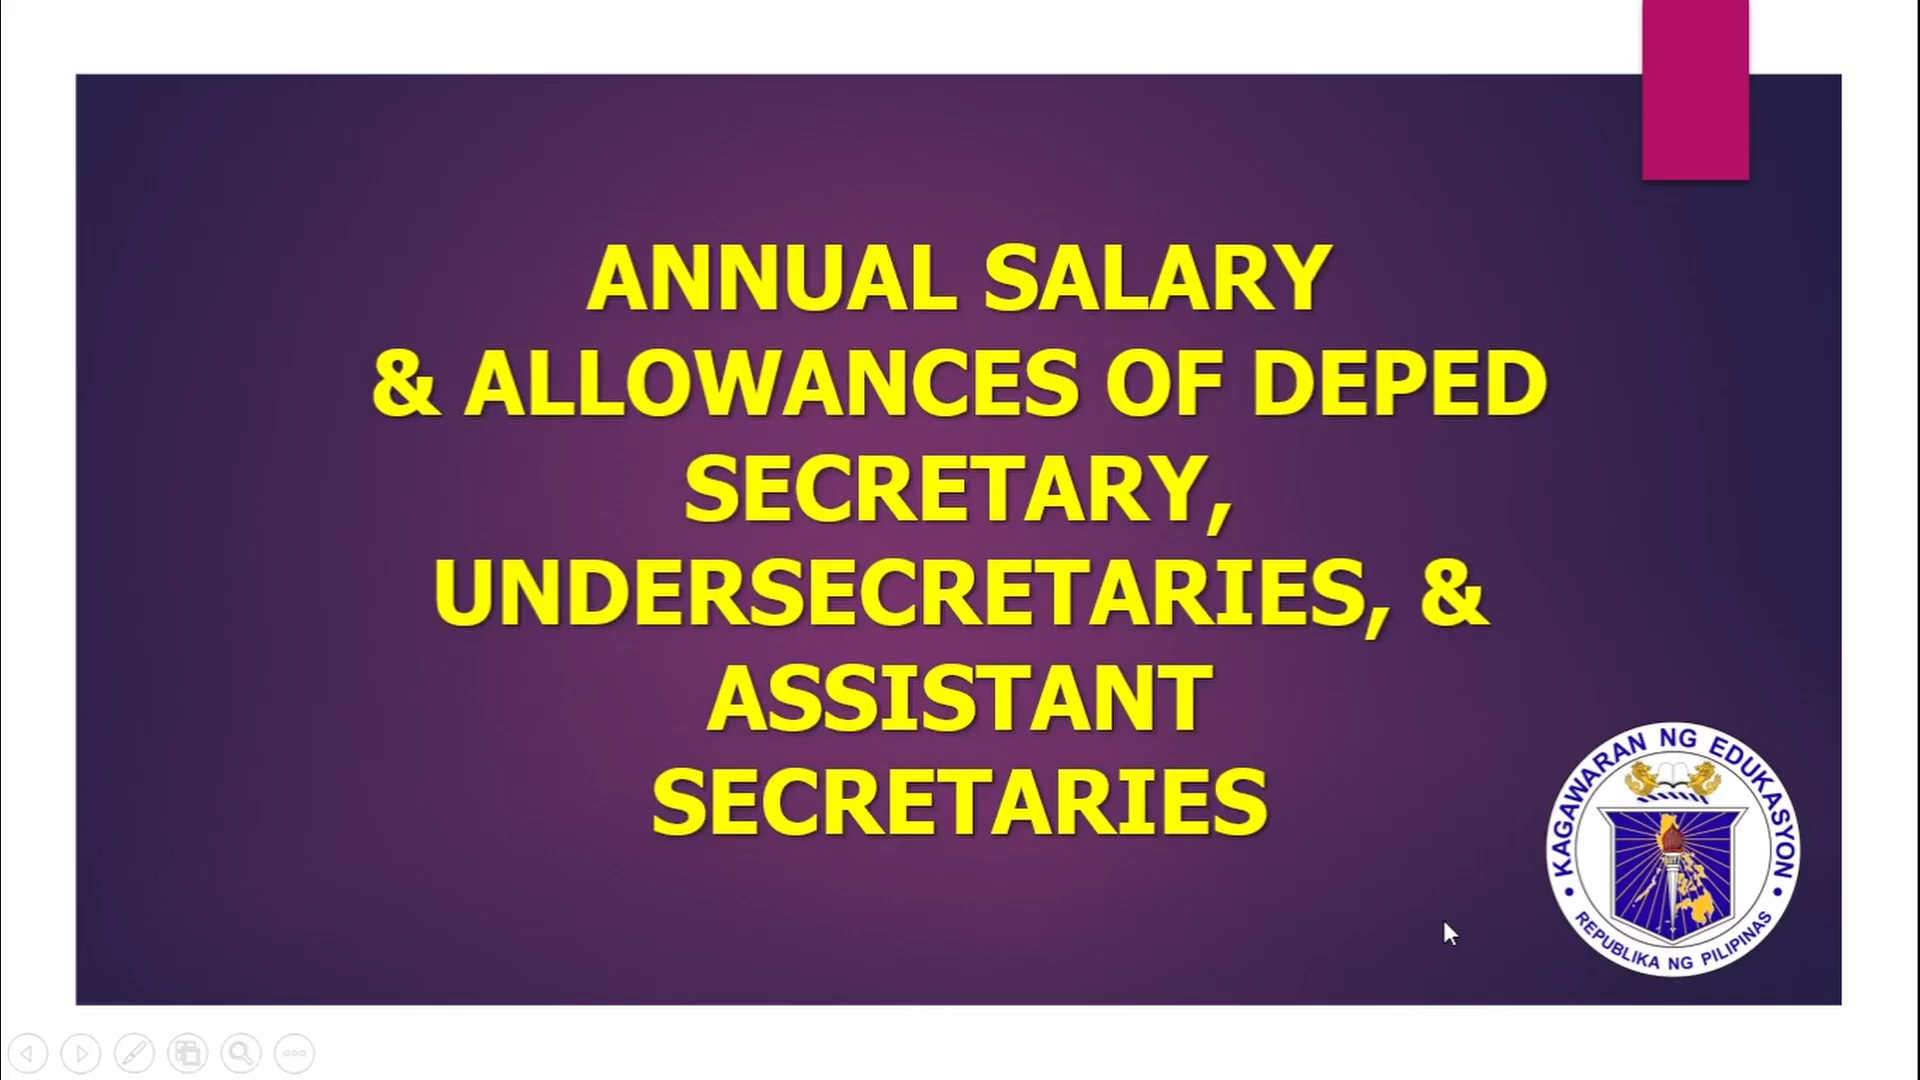 ANNUAL SALARY
& ALLOWANCES OF DEPED
SECRETARY,
UNDERSECRETARIES, &
ASSISTANT
SECRETARIES
KAGAWARAN NG EDUKASYON
REPUBLIKA NG PILIPINAS